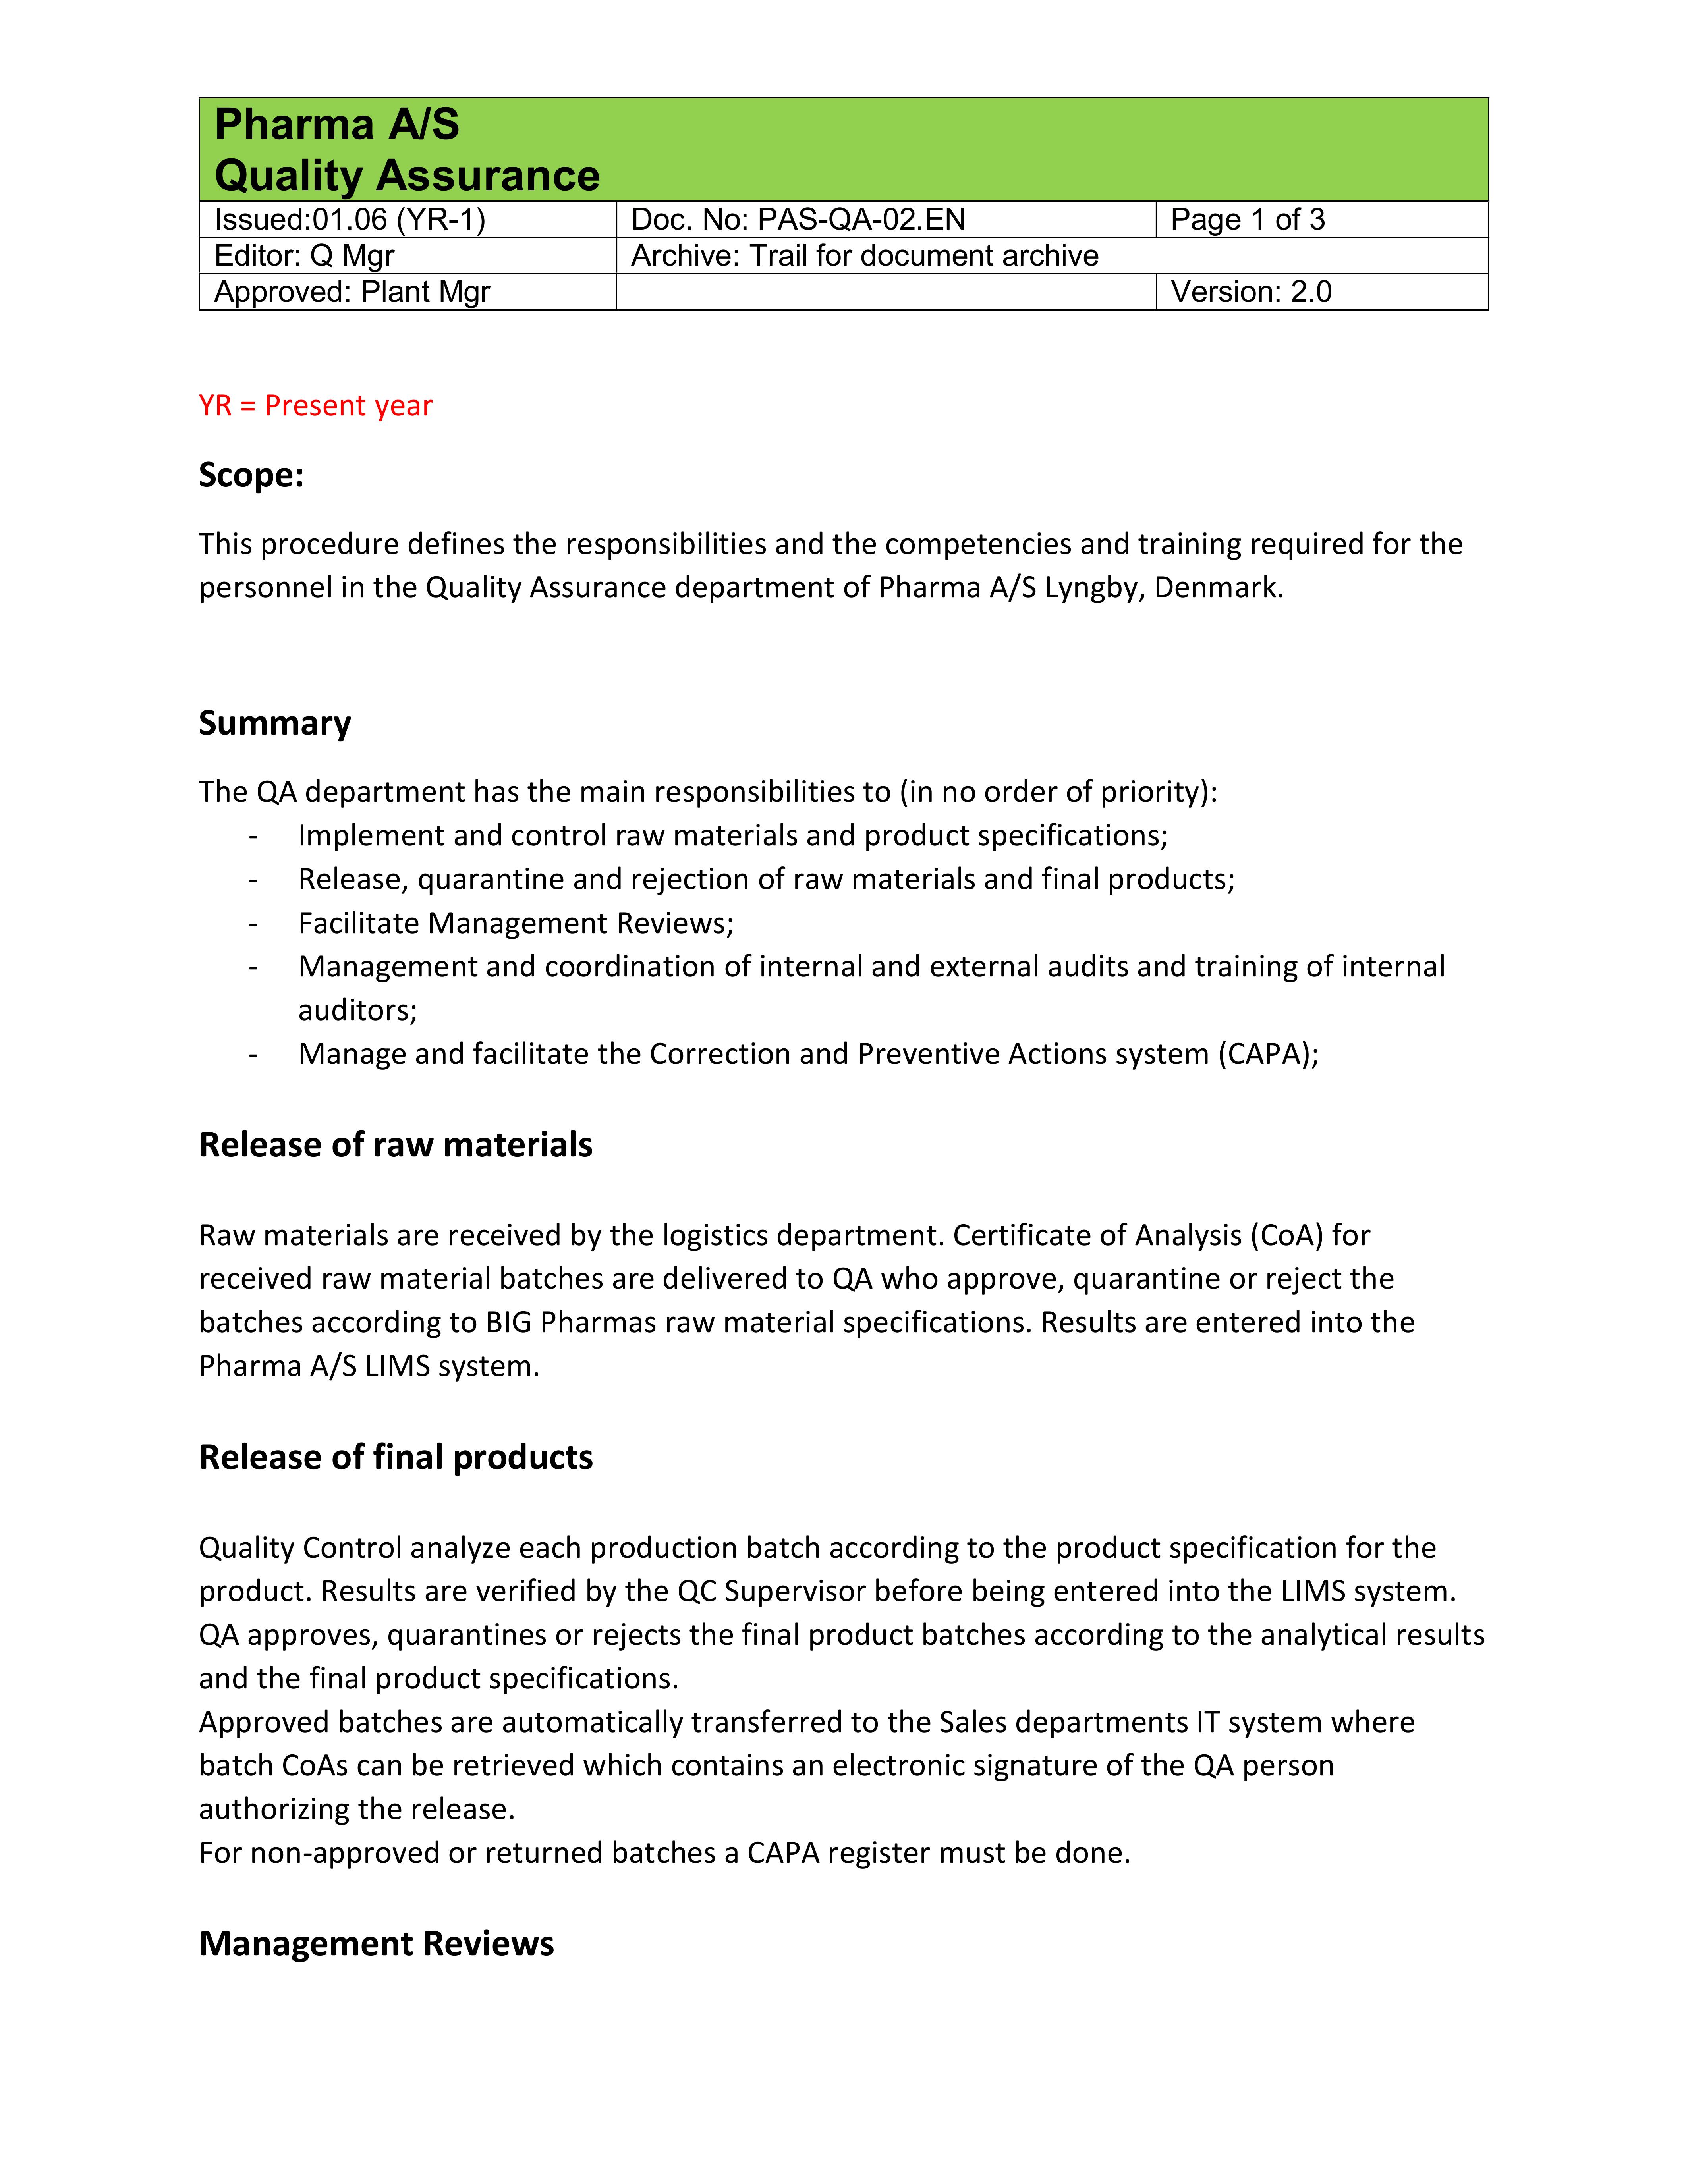 Pharma A/S
Quality Assurance
Issued:01.06 (YR-1) Doc. No: PAS-QA-02.EN Page 1 of 3
Editor: Q Mgr Archive: Trail for document archive
Approved: Plant Mgr Version: 2.0
YR = Present year
Scope:
This procedure defines the responsibilities and the competencies and training required for the
personnel in the Quality Assurance department of Pharma A/S Lyngby, Denmark.
Summary
The QA department has the main responsibilities to (in no order of priority):
- Implement and control raw materials and product specifications;
- Release, quarantine and rejection of raw materials and final products;
- Facilitate Management Reviews;
- Management and coordination of internal and external audits and training of internal
auditors;
- Manage and facilitate the Correction and Preventive Actions system (CAPA);
Release of raw materials
Raw materials are received by the logistics department. Certificate of Analysis (CoA) for
received raw material batches are delivered to QA who approve, quarantine or reject the
batches according to BIG Pharmas raw material specifications. Results are entered into the
Pharma A/S LIMS system.
Release of final products
Quality Control analyze each production batch according to the product specification for the
product. Results are verified by the QC Supervisor before being entered into the LIMS system.
QA approves, quarantines or rejects the final product batches according to the analytical results
and the final product specifications.
Approved batches are automatically transferred to the Sales departments IT system where
batch CoAs can be retrieved which contains an electronic signature of the QA person
authorizing the release.
For non-approved or returned batches a CAPA register must be done.
Management Reviews